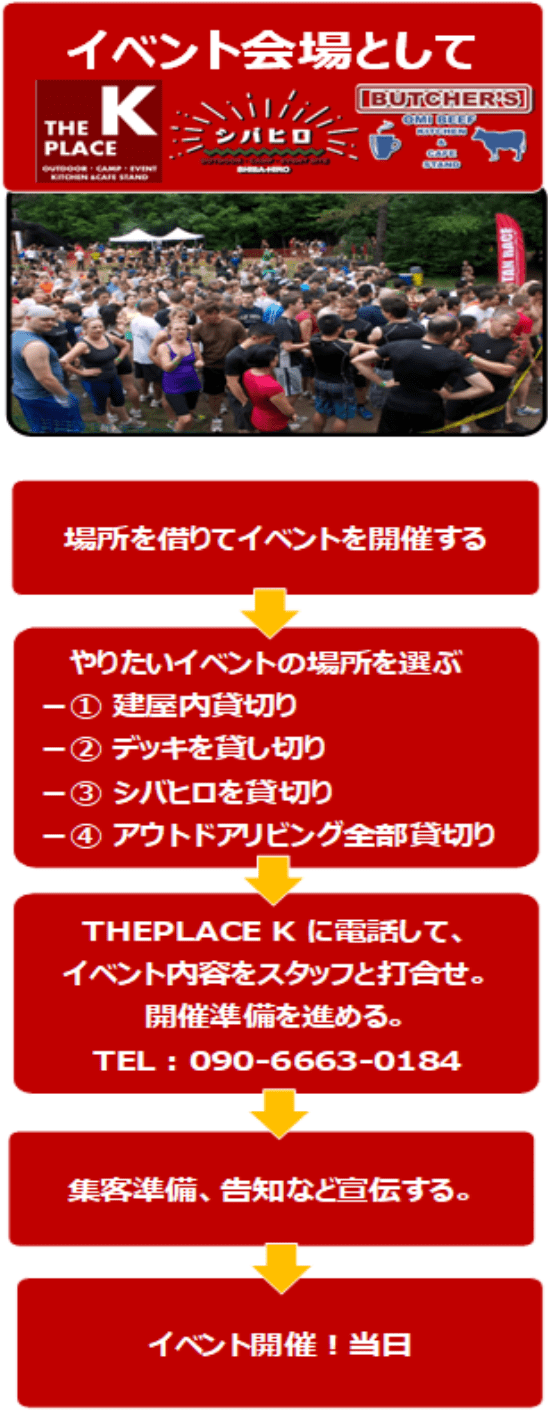 イベント会場として
THE K
PLACE
OUTDOOR・CAMP・EVENT
KITCHEN &CAFE STAND
シバヒロ
OUTDOOR・CAMP・EVENT SITE
SHIBA-HIRO
BUTCHER'S
OMI BEEF
KITCHEN
&
CAFE
STAND
TAN RACE
場所を借りてイベントを開催する
やりたいイベントの場所を選ぶ
－① 建屋内貸切り
－② デッキを貸し切り
－③ シバヒロを貸切り
－④ アウトドアリビング全部貸切り
THEPLACE K に電話して、
イベント内容をスタッフと打合せ。
開催準備を進める。
TEL：090-6663-0184
集客準備、告知など宣伝する。
イベント開催！当日